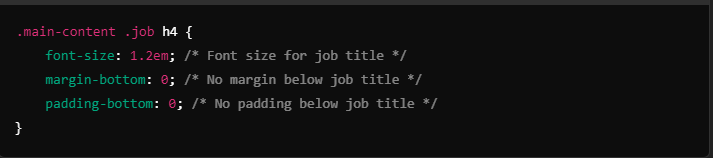 .main-content .job h4 {
    font-size: 1.2em; /* Font size for job title */
    margin-bottom: 0; /* No margin below job title */
    padding-bottom: 0; /* No padding below job title */
}